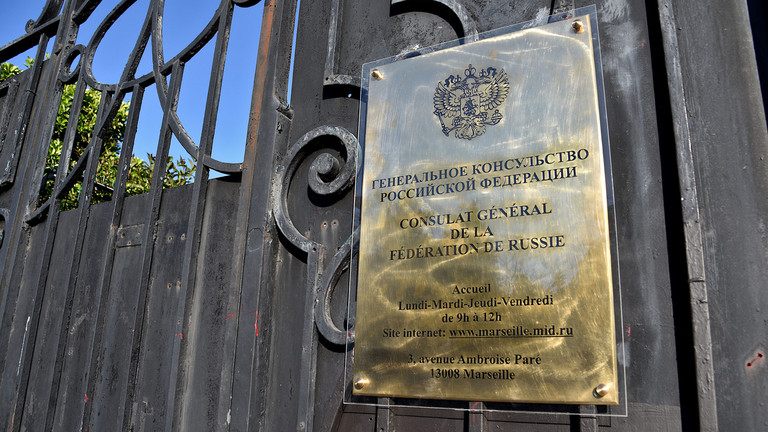 ГЕНЕРАЛЬНОЕ КОНСУЛЬСТВО
РОССИЙСКОЙ ФЕДЕРАЦИИ
CONSULAT GÉNÉRAL
DE LA
FÉDÉRATION DE RUSSIE
Accueil
Lundi-Mardi-Jeudi-Vendredi
de 9h à 12h
Site internet: www.marseille.mid.ru
3, avenue Ambroise Paré
13008 Marseille